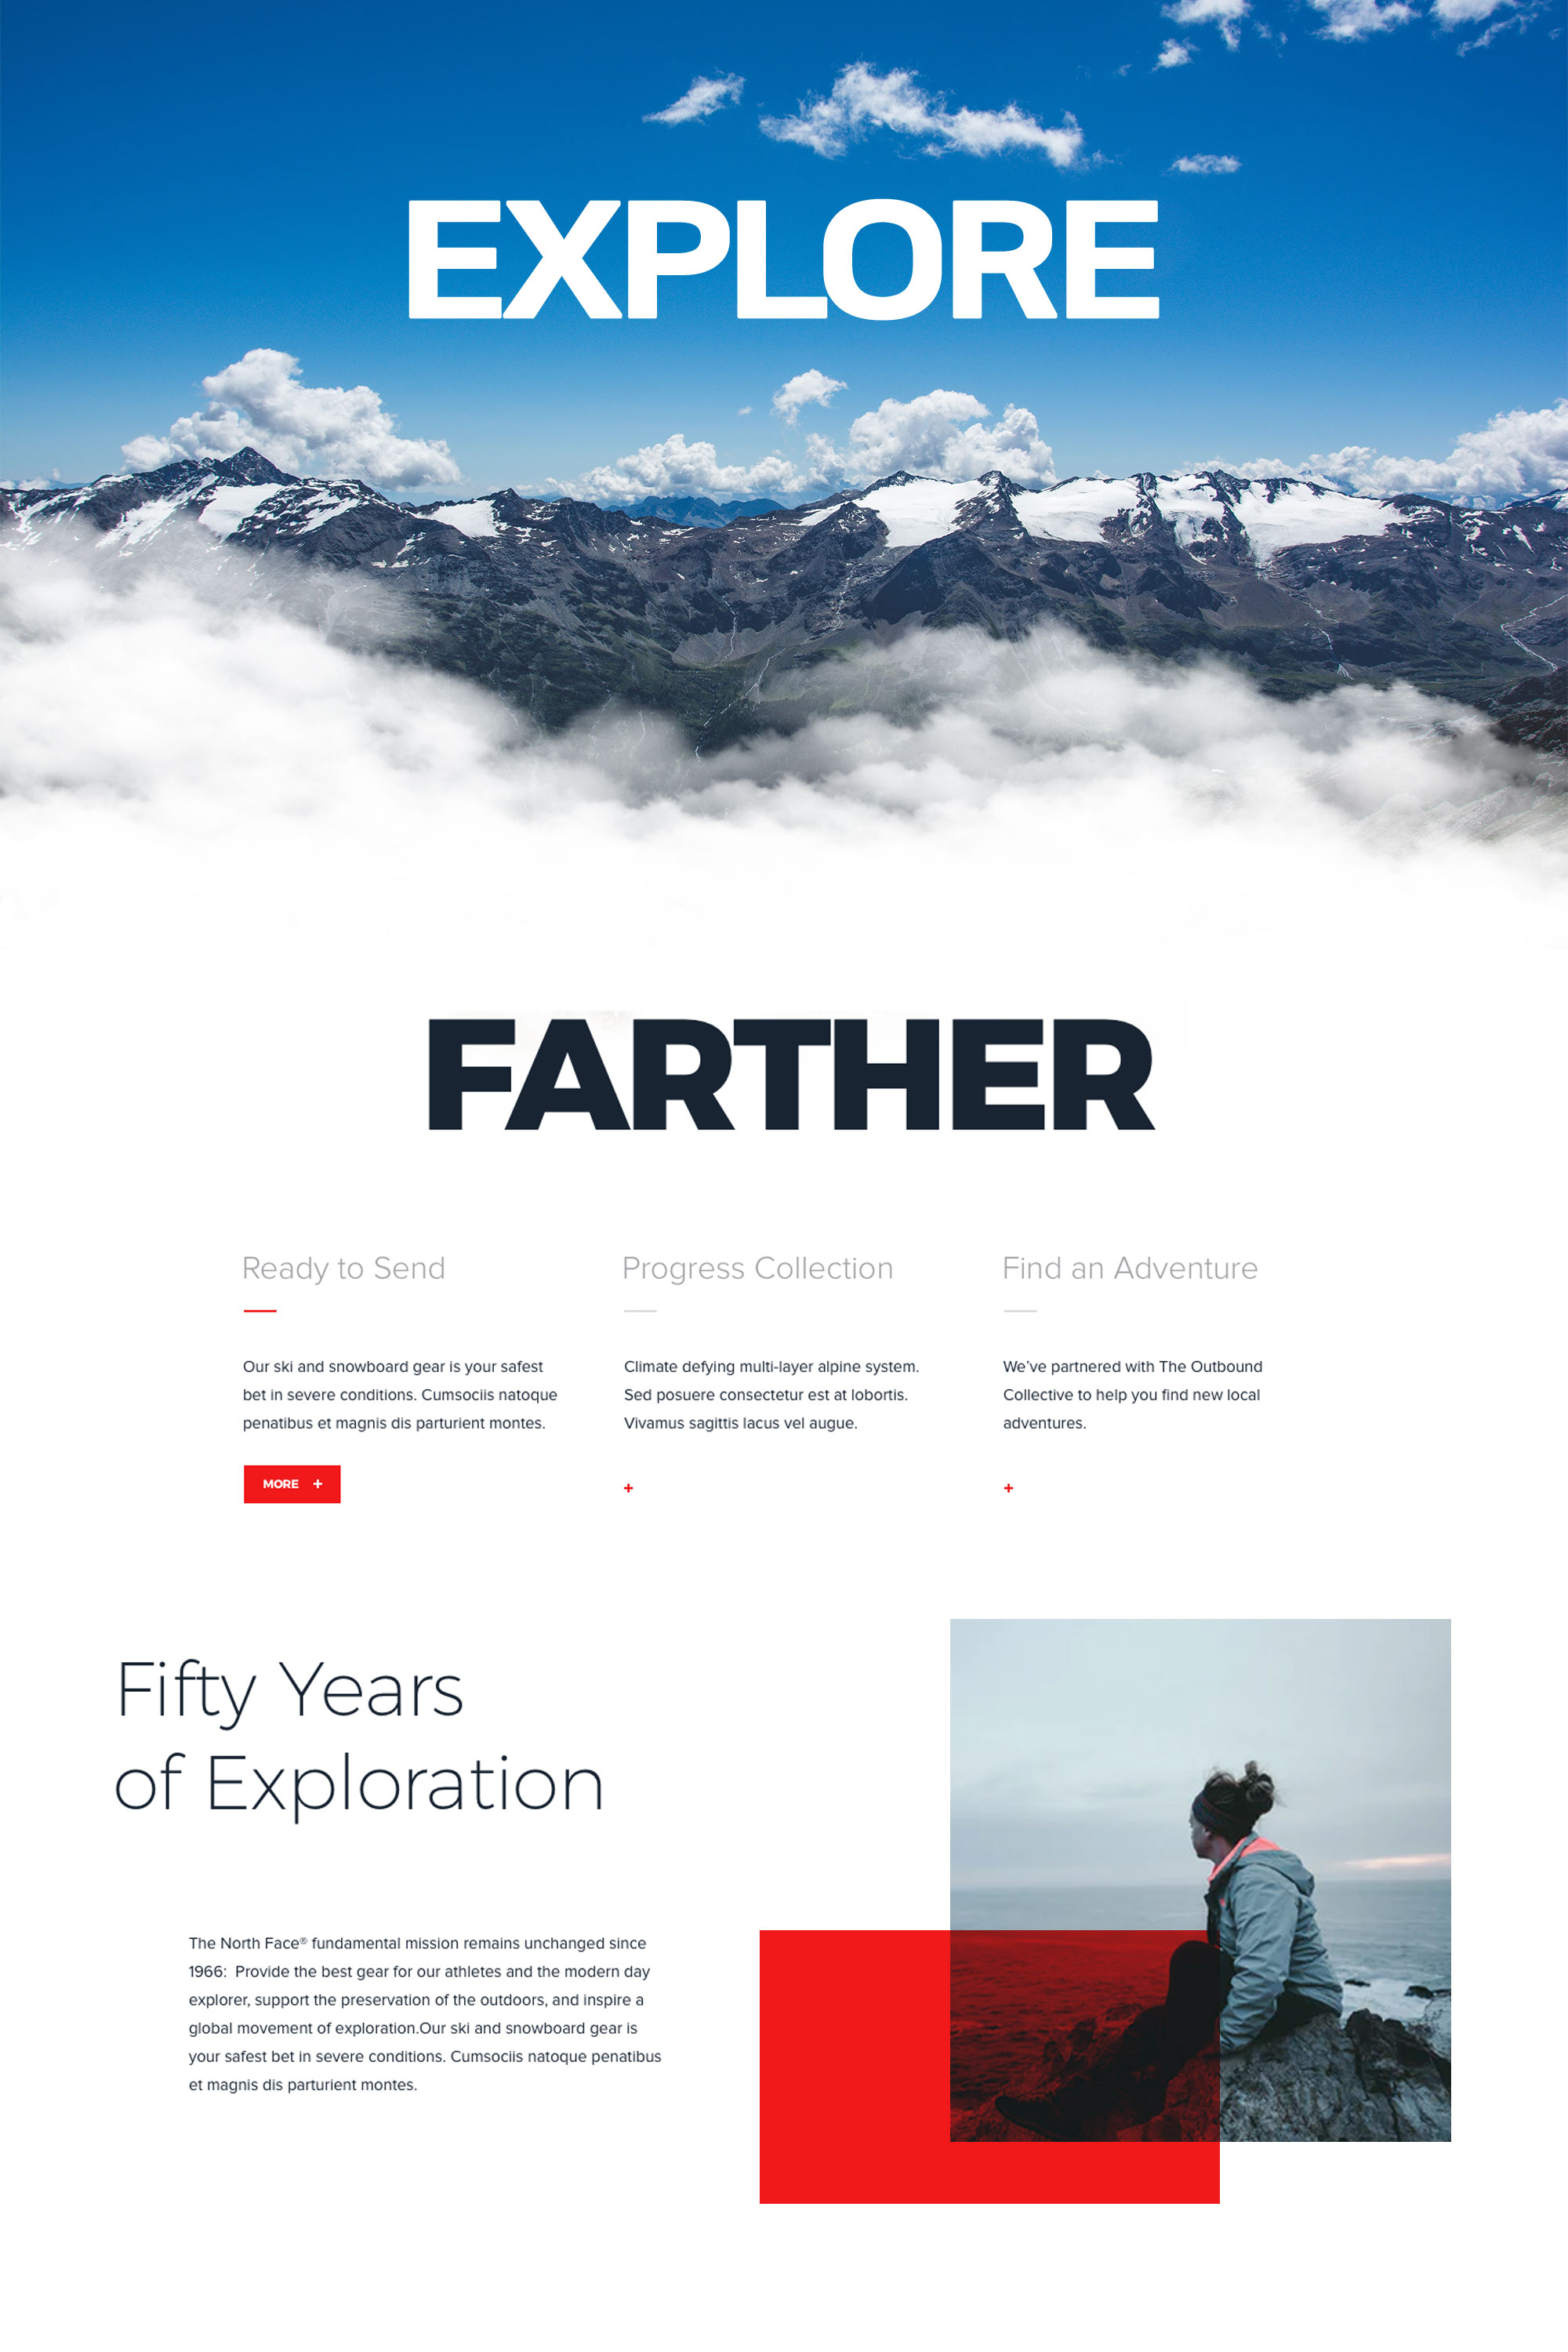 EXPLORE
FARTHER
Ready to Send
Our ski and snowboard gear is your safest
bet in severe conditions. Cumsociis natoque
penatibus et magnis dis parturient montes.
MORE +
Progress Collection
Climate defying multi-layer alpine system.
Sed posuere consectetur est at lobortis.
Vivamus sagittis lacus vel augue.
+
Find an Adventure
We’ve partnered with The Outbound
Collective to help you find new local
adventures.
+
Fifty Years
of Exploration
The North Face® fundamental mission remains unchanged since
1966:  Provide the best gear for our athletes and the modern day
explorer, support the preservation of the outdoors, and inspire a
global movement of exploration.Our ski and snowboard gear is
your safest bet in severe conditions. Cumsociis natoque penatibus
et magnis dis parturient montes.